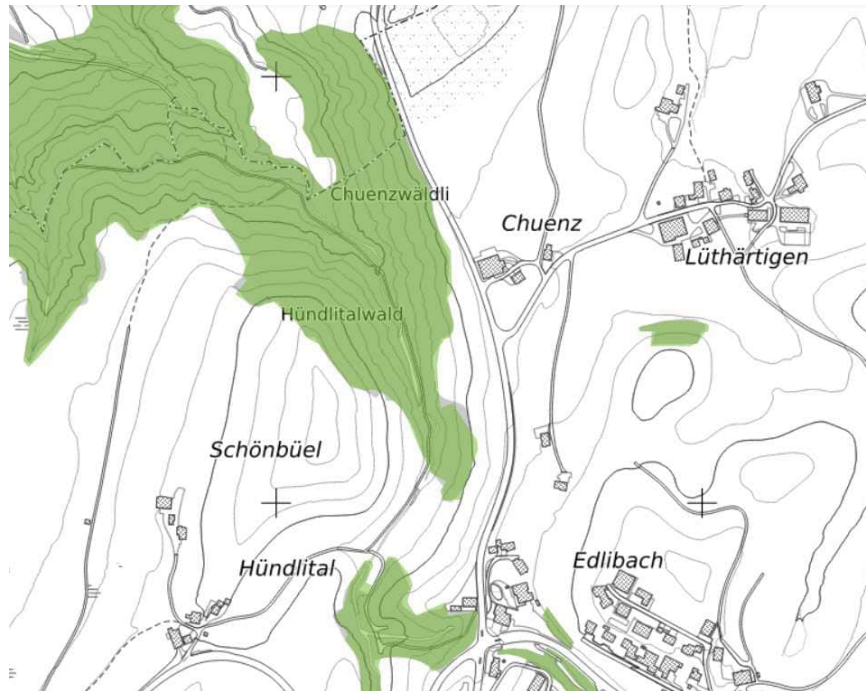 Chuenzwäldli
Chuenz
Lüthärtigen
Hündlitalwald
Schönbüel
Hündlital
Edlibach